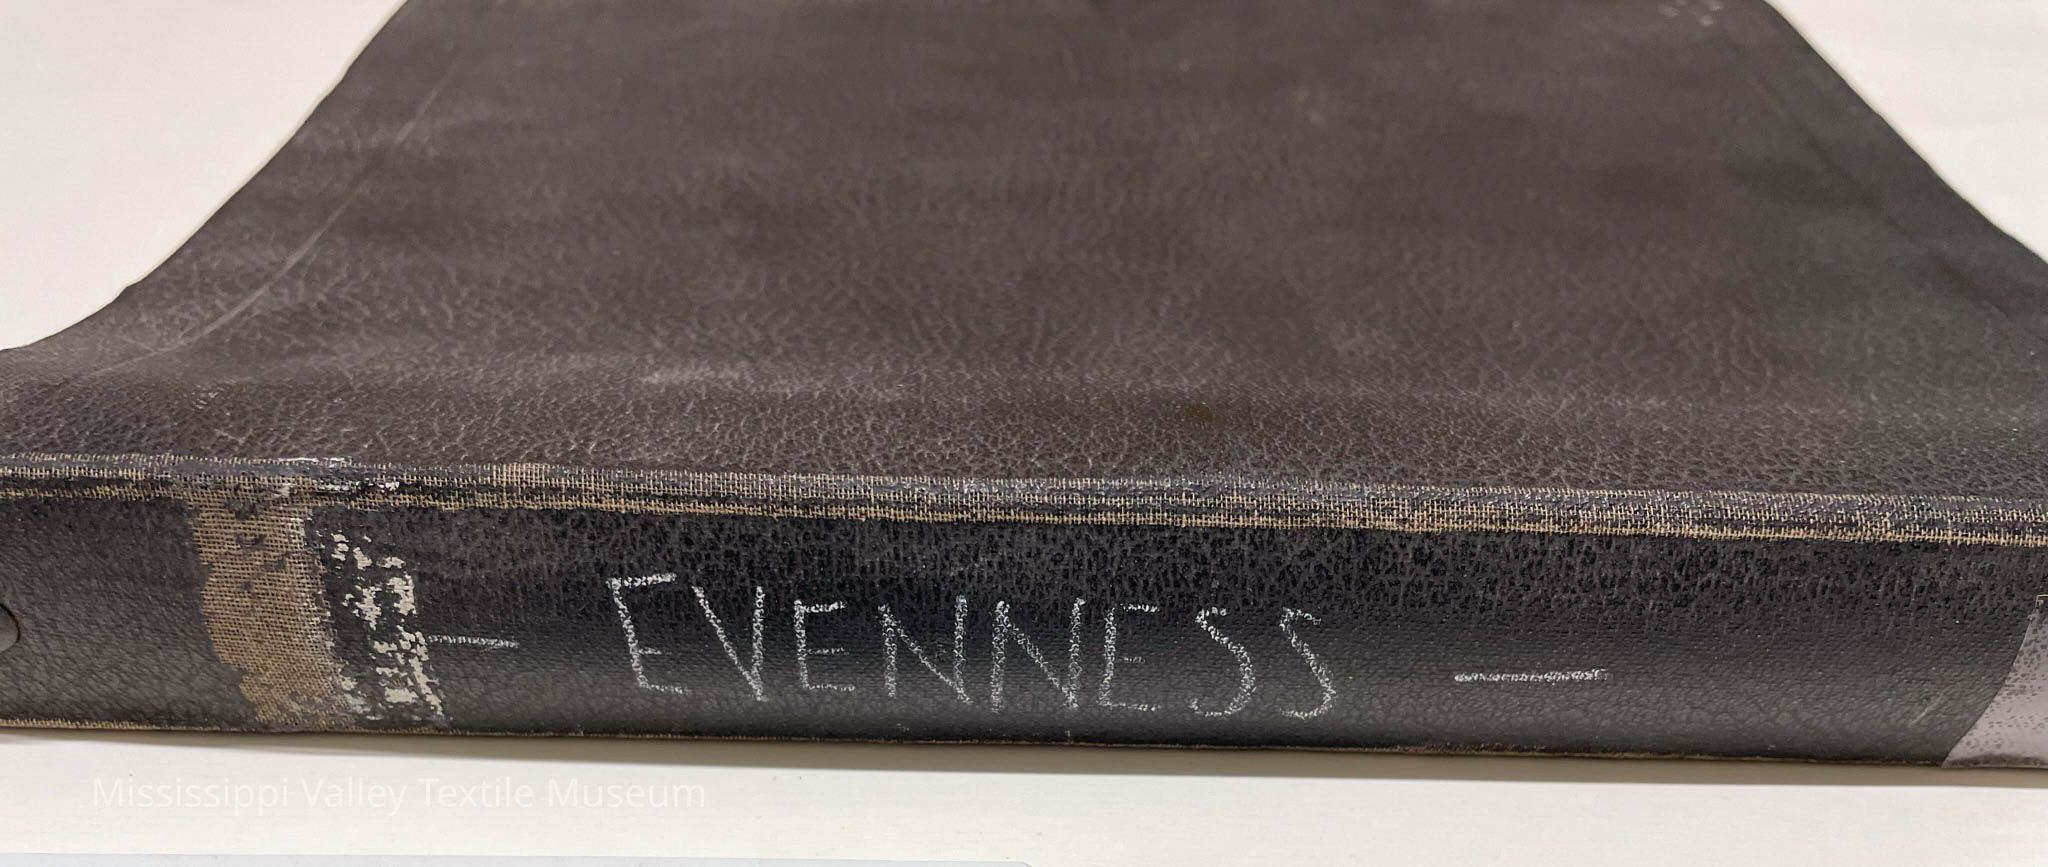 - EVENNESS -
Mississippi Valley Textile Museum